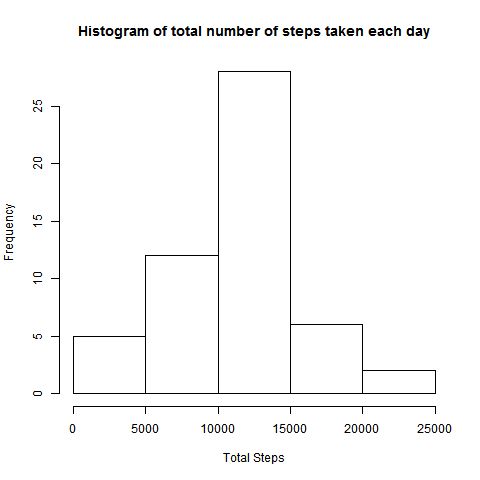 Histogram of total number of steps taken each day
Frequency
25
20
15
10
5
0
0 5000 10000 15000 20000 25000
Total Steps